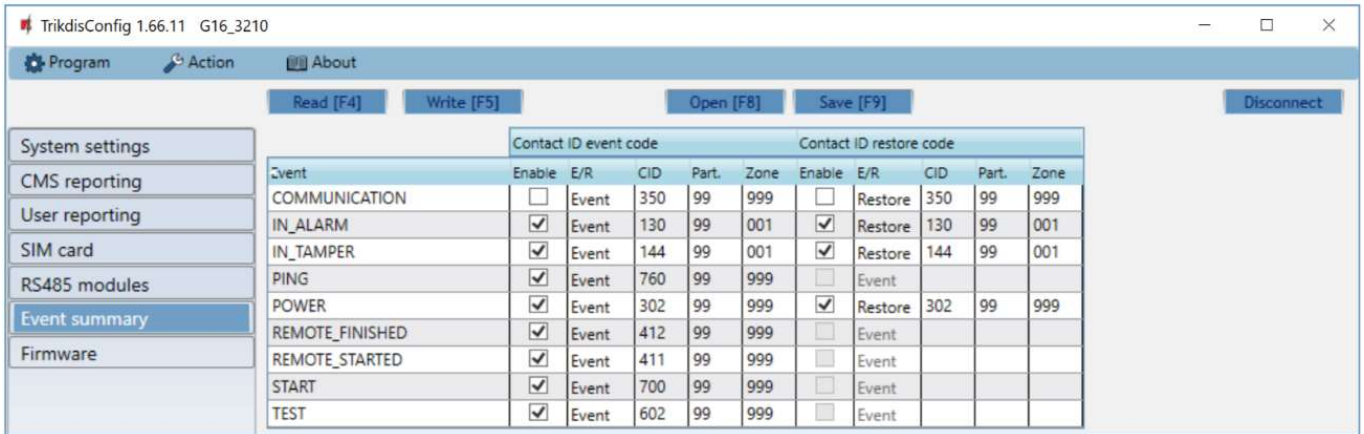 TrikdisConfig 1.66.11 G16_3210
Program Action About
Read [F4] Write [F5] Open [F8] Save [F9] Disconnect
System settings
CMS reporting
User reporting
SIM card
RS485 modules
Event summary
Firmware
Contact ID event code Contact ID restore code
Event Enable E/R CID Part. Zone Enable E/R CID Part. Zone
COMMUNICATION Event 350 99 999 Restore 350 99 999
IN_ALARM Event 130 99 001 Restore 130 99 001
IN_TAMPER Event 144 99 001 Restore 144 99 001
PING Event 760 99 999 Event
POWER Event 302 99 999 Restore 302 99 999
REMOTE_FINISHED Event 412 99 999 Event
REMOTE_STARTED Event 411 99 999 Event
START Event 700 99 999 Event
TEST Event 602 99 999 Event